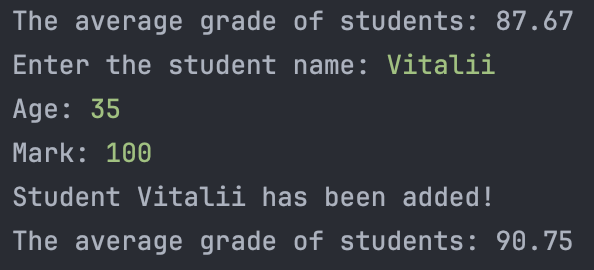 The average grade of students: 87.67
Enter the student name: Vitalii
Age: 35
Mark: 100
Student Vitalii has been added!
The average grade of students: 90.75